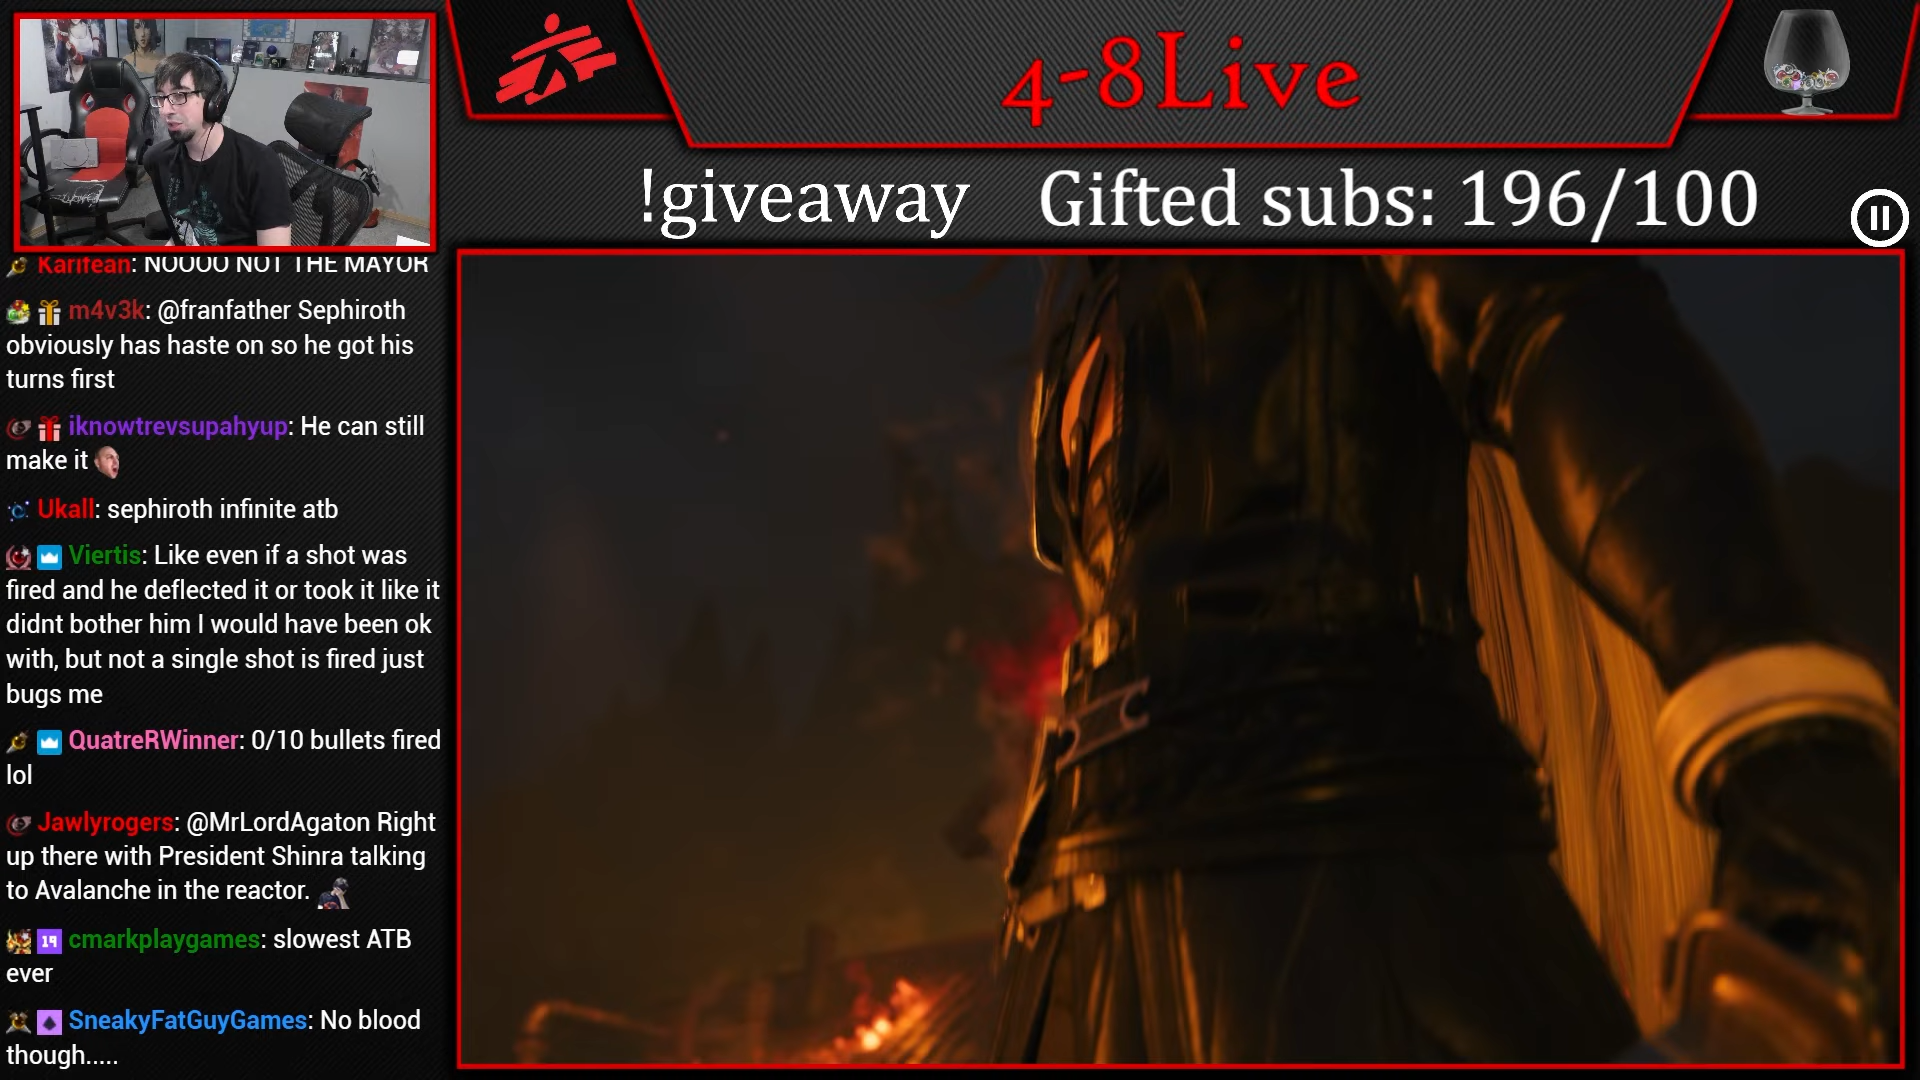 4-8Live
!giveaway Gifted subs: 196/100
Karifean: NOOOO NOT THE MAYOR
m4v3k: @franfather Sephiroth
obviously has haste on so he got his
turns first
iknowtrevsupahyup: He can still
make it
Ukall: sephiroth infinite atb
Viertis: Like even if a shot was
fired and he deflected it or took it like it
didnt bother him I would have been ok
with, but not a single shot is fired just
bugs me
QuatreRWinner: 0/10 bullets fired
lol
Jawlyrogers: @MrLordAgaton Right
up there with President Shinra talking
to Avalanche in the reactor.
19 cmarkplaygames: slowest ATB
ever
SneakyFatGuyGames: No blood
though.....